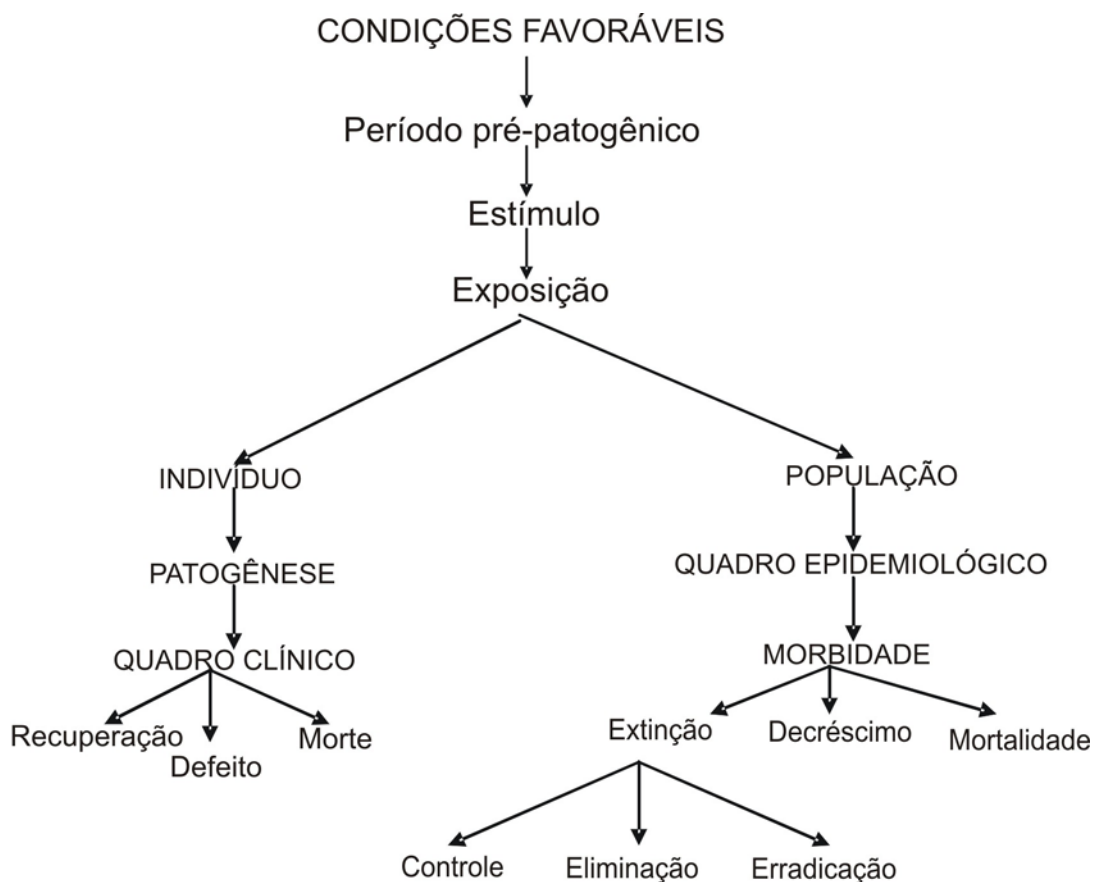 CONDIÇÕES FAVORÁVEIS
Período pré-patogênico
Estímulo
Exposição
INDIVÍDUO
POPULAÇÃO
PATOGÊNESE
QUADRO EPIDEMIOLÓGICO
QUADRO CLÍNICO
MORBIDADE
Recuperação
Defeito
Morte
Extinção
Decréscimo
Mortalidade
Controle
Eliminação
Erradicação